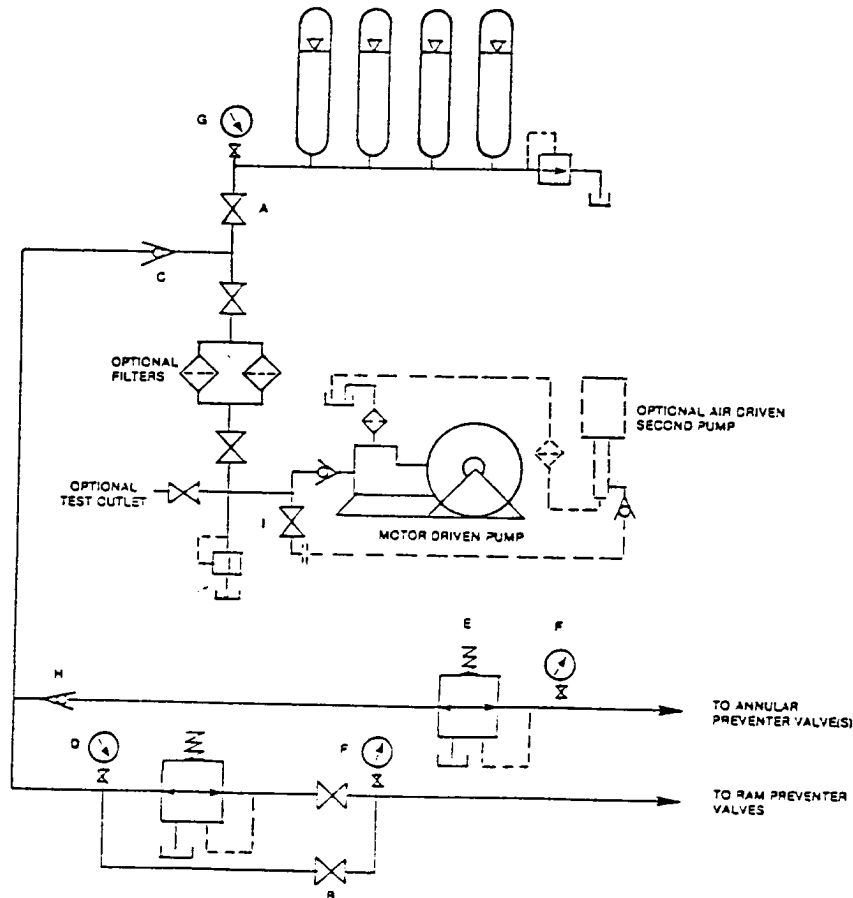 G
A
C
OPTIONAL
FILTERS
OPTIONAL AIR DRIVEN
SECOND PUMP
OPTIONAL
TEST OUTLET
I
MOTOR DRIVEN PUMP
E
F
H
TO ANNULAR
PREVENTER VALVE(S)
D
F
TO RAM PREVENTER
VALVES
B